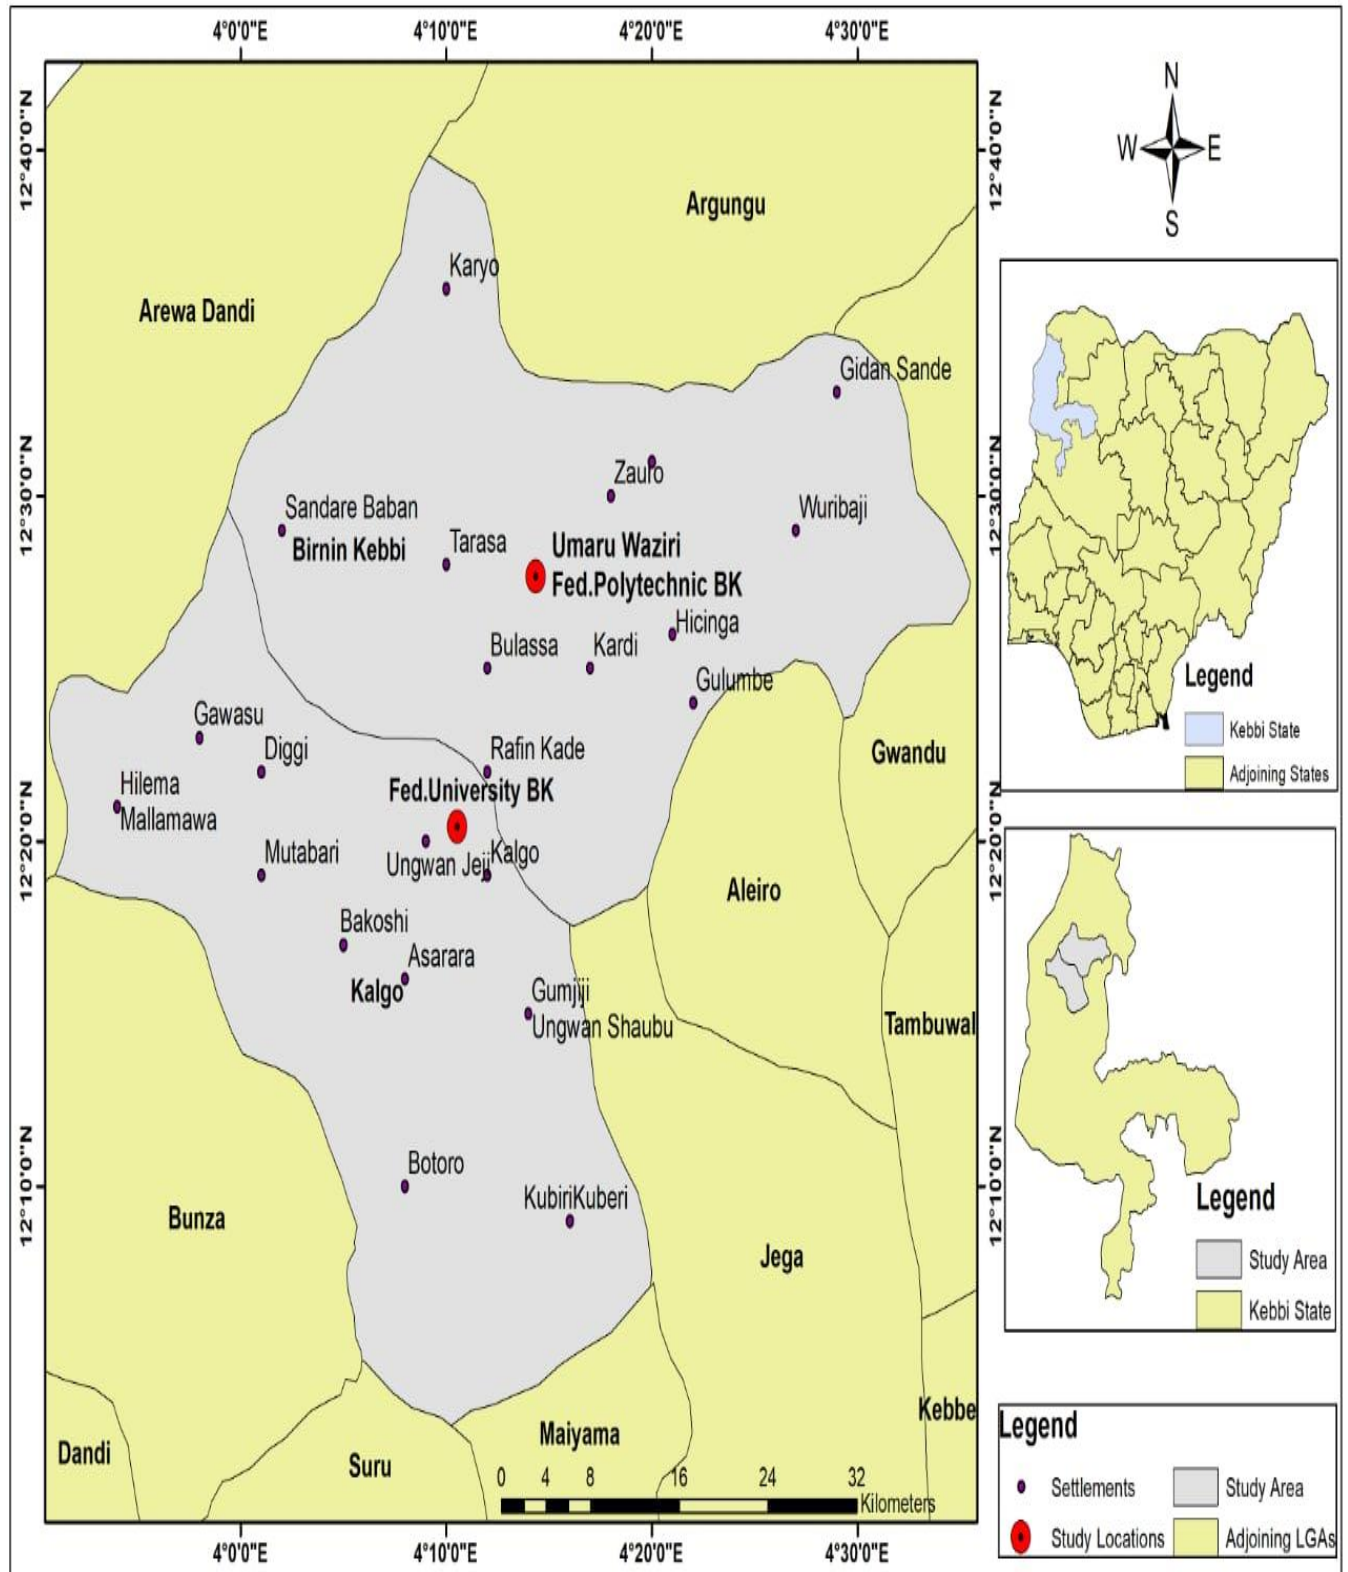 4°0'0"E
4°10'0"E
4°20'0"E
4°30'0"E
12°40'0"N
12°30'0"N
12°20'0"N
12°10'0"N
Argungu
Karyo
Arewa Dandi
Gidan Sande
Zauro
Sandare Baban
Wuribaji
Birnin Kebbi
Tarasa
Umaru Waziri
Fed.Polytechnic BK
Hicinga
Bulassa
Kardi
Gulumbe
Gawasu
Diggi
Rafin Kade
Gwandu
Hilema
Mallamawa
Fed.University BK
Mutabari
Ungwan Jeji
Kalgo
Aleiro
Bakoshi
Asarara
Kalgo
Gumjiji
Ungwan Shaubu
Tambuwal
Botoro
KubiriKuberi
Bunza
Jega
Kebbe
Maiyama
Dandi
Suru
0 4 8 16 24 32
Kilometers
4°0'0"E
4°10'0"E
4°20'0"E
4°30'0"E
12°40'0"N
12°30'0"N
12°20'0"N
12°10'0"N
N
W E
S
Legend
Kebbi State
Adjoining States
Legend
Study Area
Kebbi State
Legend
Settlements
Study Area
Study Locations
Adjoining LGAs